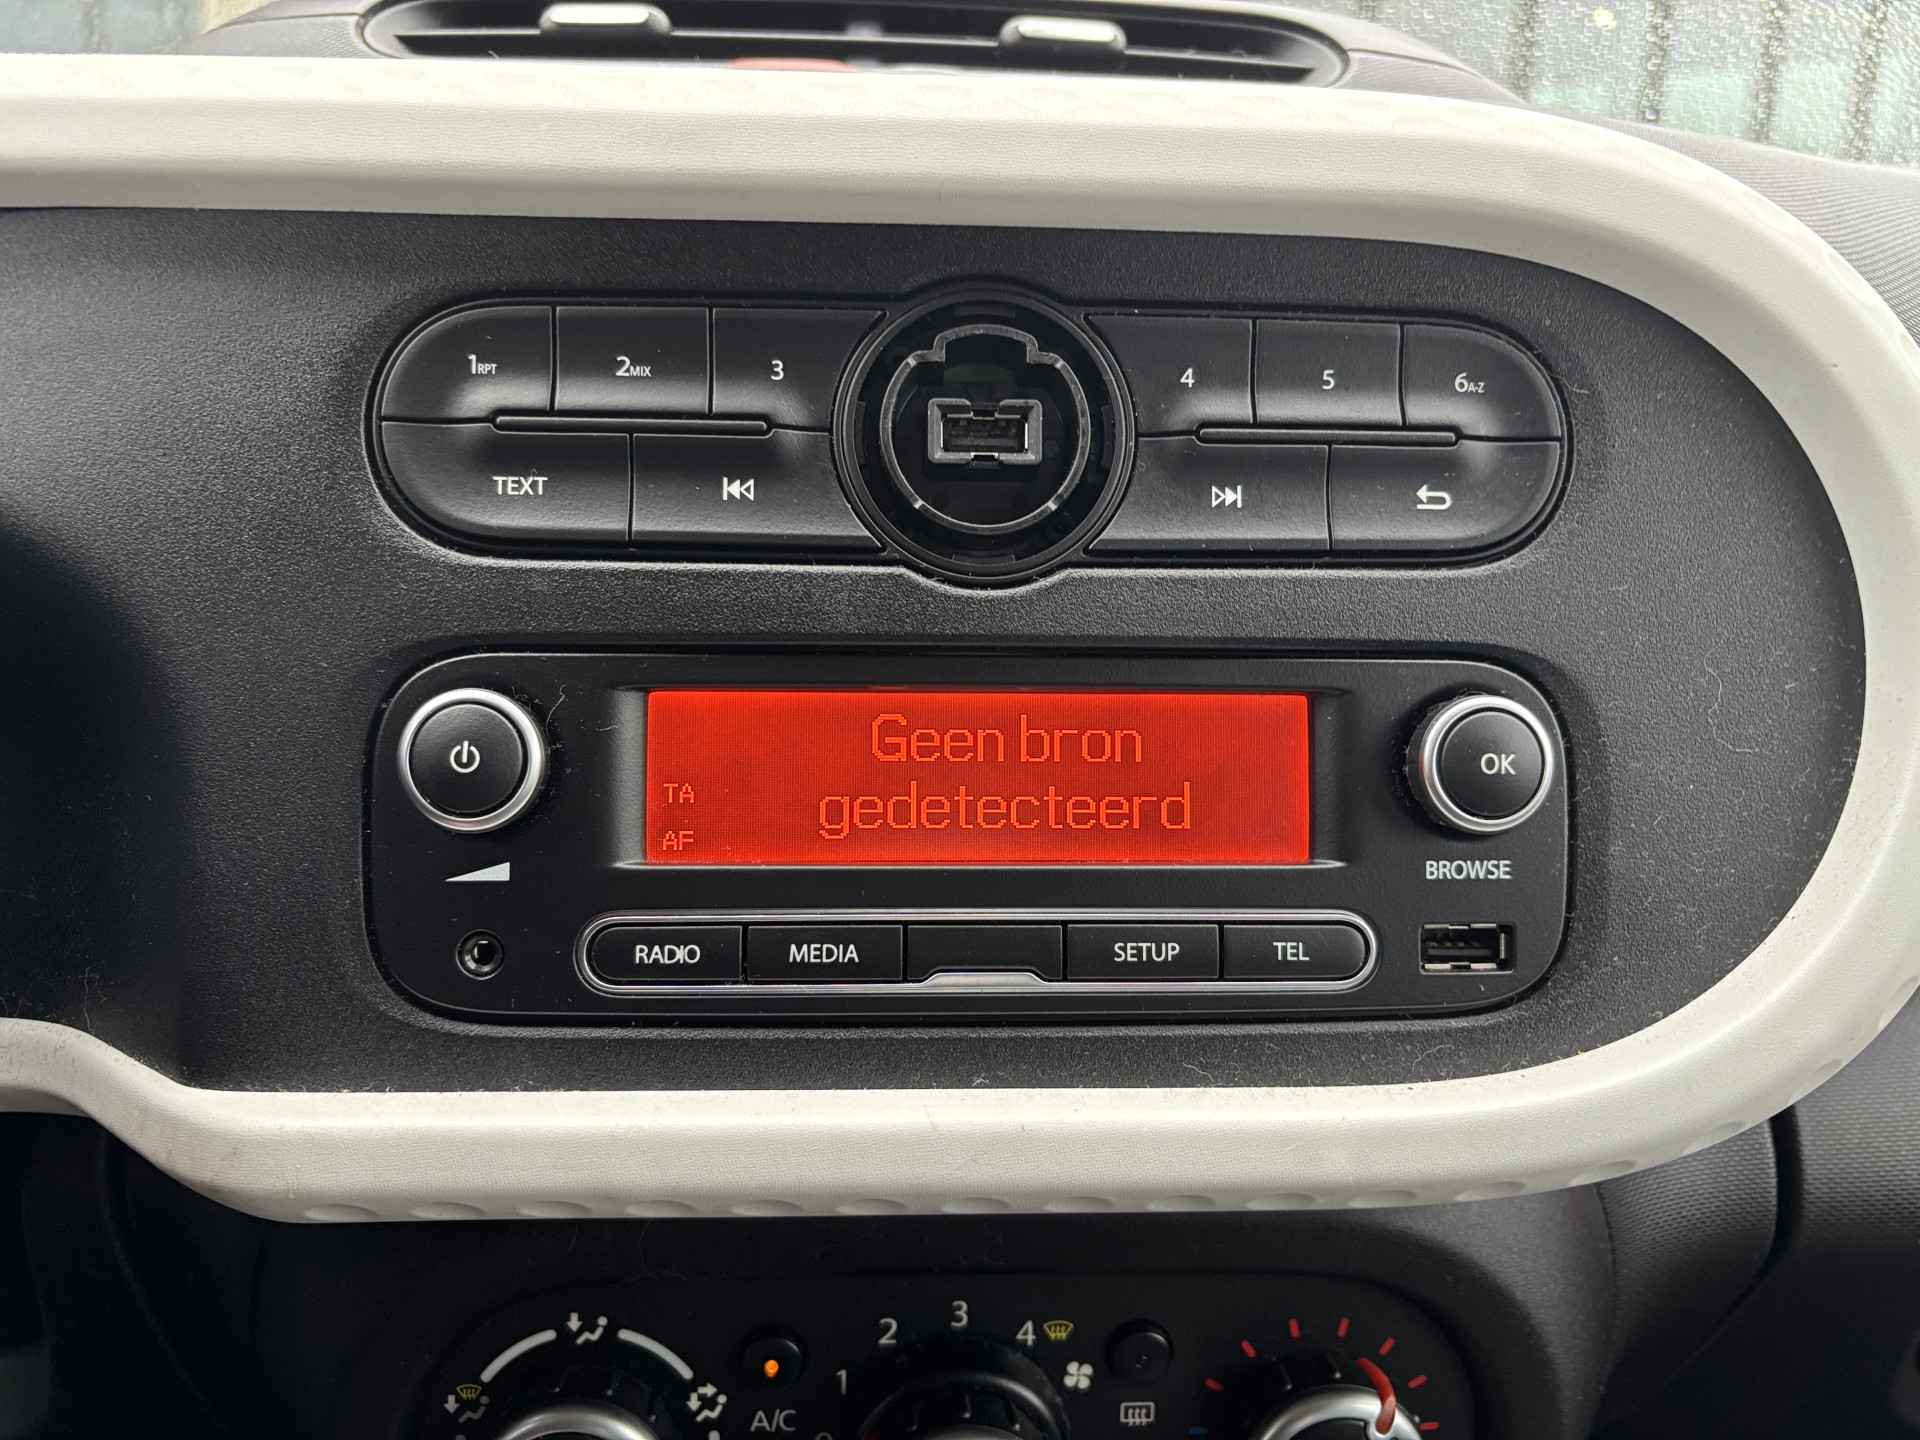 1RPT 2MIX 3 4 5 6A-Z
TEXT
Geen bron
gedetecteerd
TA
AF
OK
BROWSE
RADIO MEDIA SETUP TEL
1 2 3 4
0
A/C